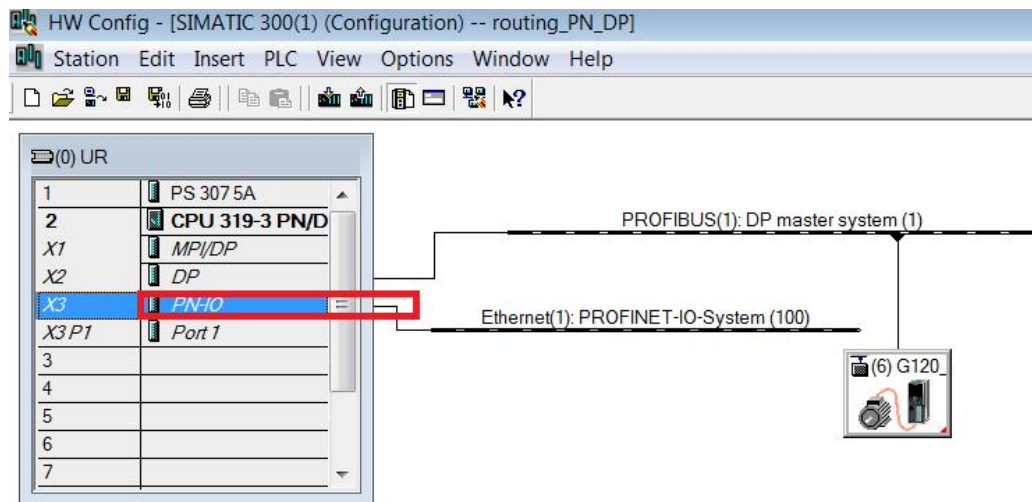 HW Config - [SIMATIC 300(1) (Configuration) -- routing_PN_DP]
Station Edit Insert PLC View Options Window Help
(0) UR
1 PS 307 5A
2 CPU 319-3 PN/D
X1 MPI/DP
X2 DP
X3 PN-IO
X3 P1 Port 1
3
4
5
6
7
PROFIBUS(1): DP master system (1)
Ethernet(1): PROFINET-IO-System (100)
(6) G120_